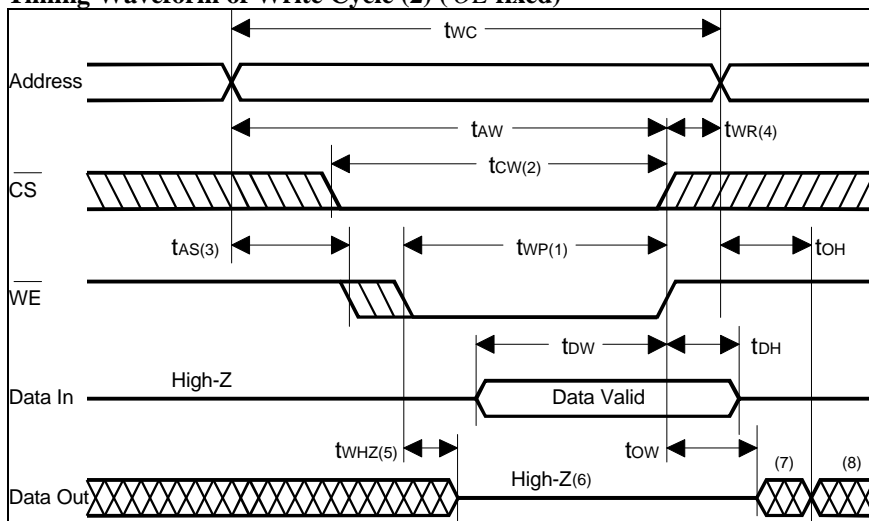 Timing Waveform of Write Cycle (2) (OE fixed)
tWC
Address
tAW
tWR(4)
tCW(2)
CS
tAS(3)
tWP(1)
tOH
WE
tDW
tDH
High-Z
Data In
Data Valid
tWHZ(5)
tOW
High-Z(6)
(7)
(8)
Data Out